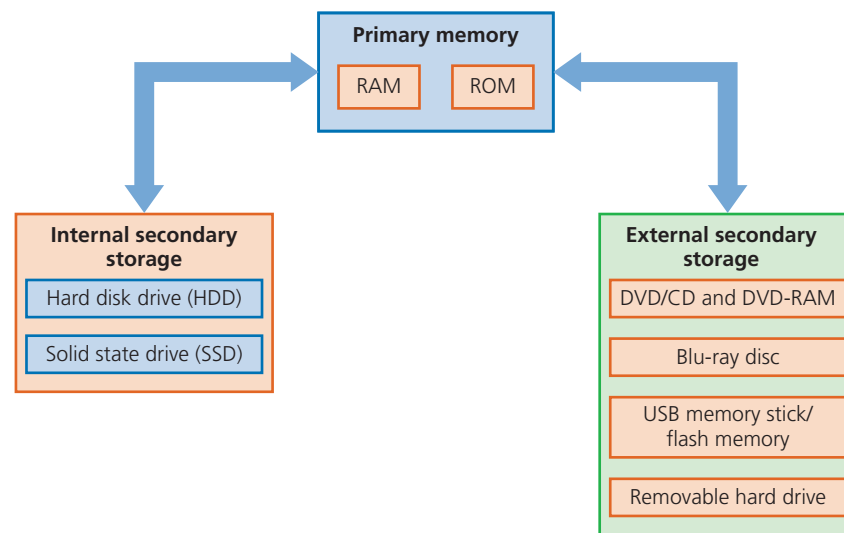 Primary memory
RAM
ROM
Internal secondary
storage
Hard disk drive (HDD)
Solid state drive (SSD)
External secondary
storage
DVD/CD and DVD-RAM
Blu-ray disc
USB memory stick/
flash memory
Removable hard drive